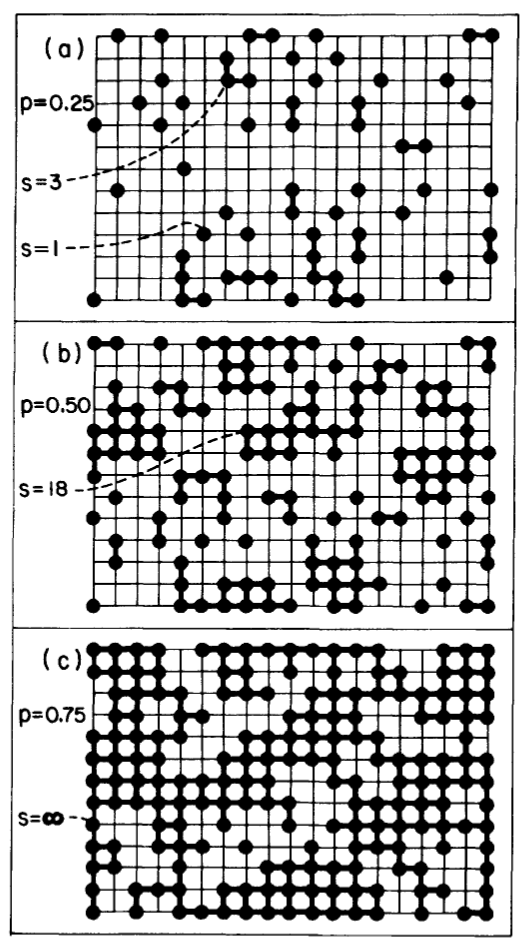 (a)
p=0.25
s=3
s=1
(b)
p=0.50
s=18
(c)
p=0.75
s=∞